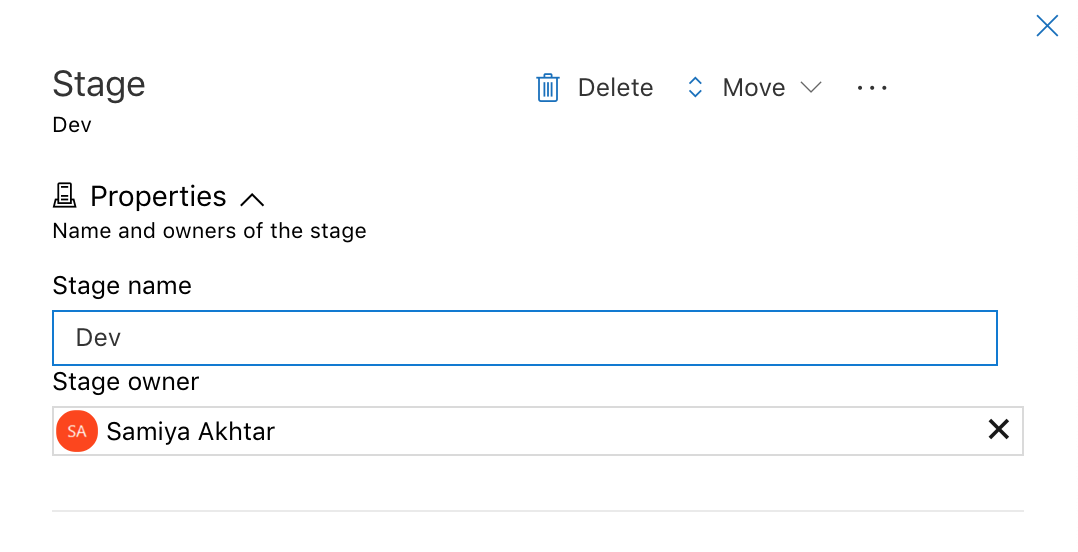 Stage
Delete
Move
Dev
Properties
Name and owners of the stage
Stage name
Dev
Stage owner
SA Samiya Akhtar